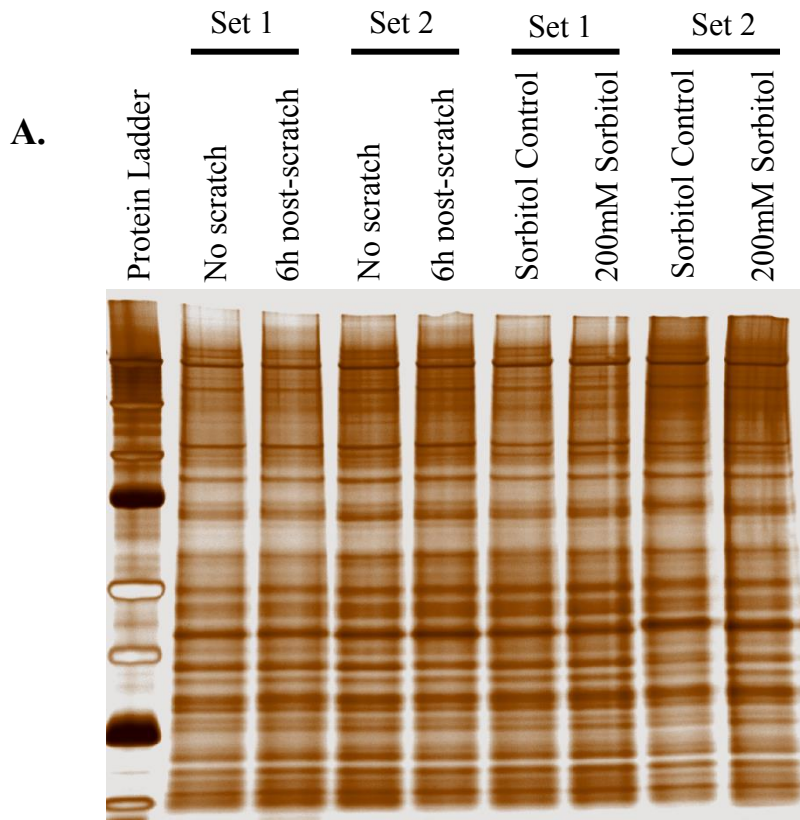 Set 1
Set 2
Set 1
Set 2
A.
Protein Ladder
No scratch
6h post-scratch
No scratch
6h post-scratch
Sorbitol Control
200mM Sorbitol
Sorbitol Control
200mM Sorbitol